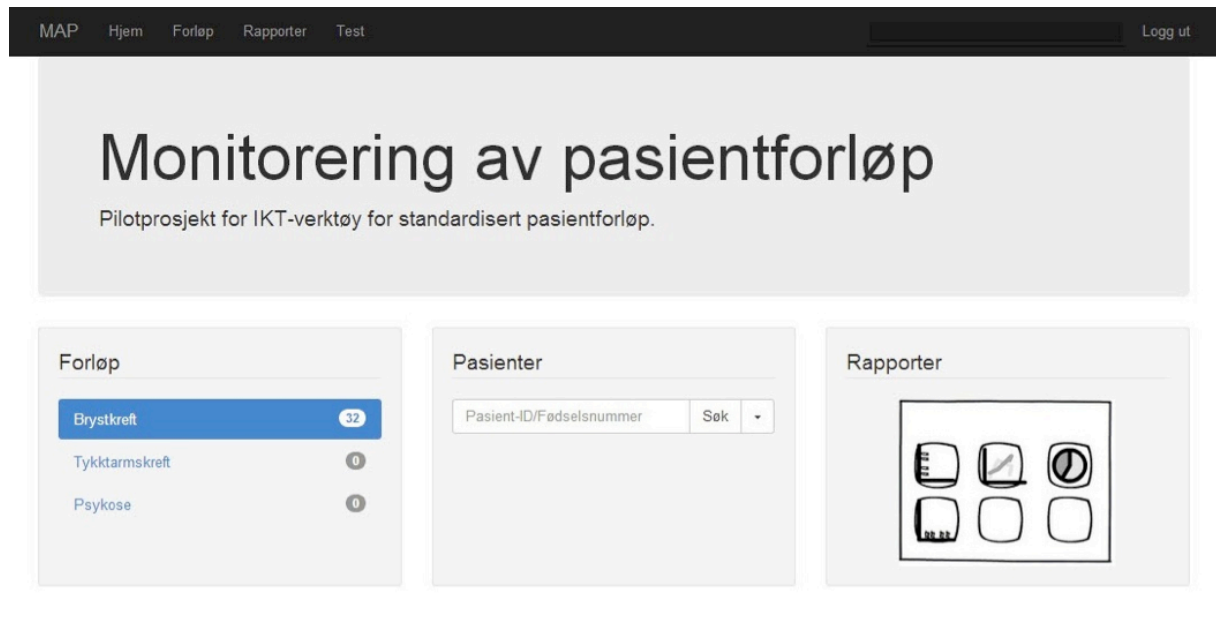 MAP Hjem Forløp Rapporter Test Logg ut
Monitorering av pasientforløp
Pilotprosjekt for IKT-verktøy for standardisert pasientforløp.
Forløp
Brystkreft 32
Tykktarmskreft 0
Psykose 0
Pasienter
Pasient-ID/Fødselsnummer Søk
Rapporter